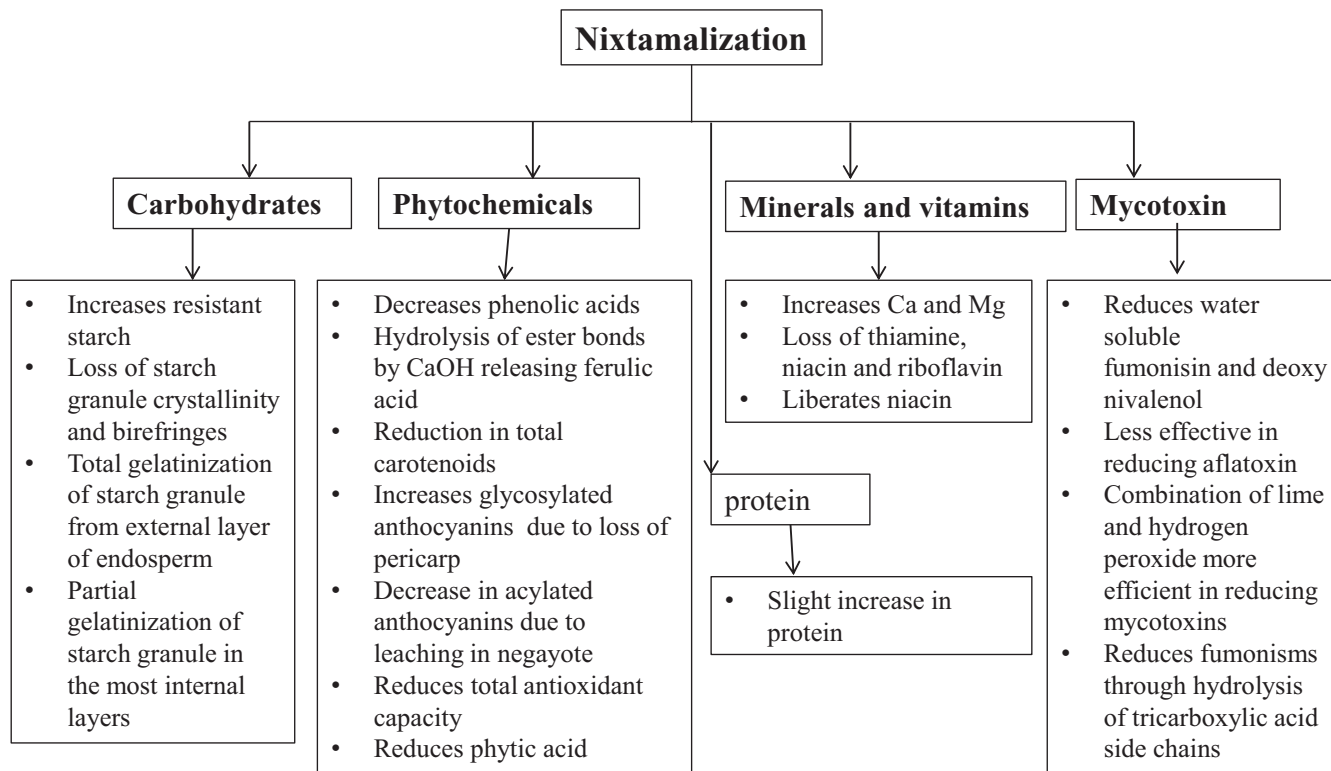 Nixtamalization
Carbohydrates
Phytochemicals
Minerals and vitamins
Mycotoxin
• Increases resistant
starch
• Loss of starch
granule crystallinity
and birefringes
• Total gelatinization
of starch granule
from external layer
of endosperm
• Partial
gelatinization of
starch granule in
the most internal
layers
• Decreases phenolic acids
• Hydrolysis of ester bonds
by CaOH releasing ferulic
acid
• Reduction in total
carotenoids
• Increases glycosylated
anthocyanins due to loss of
pericarp
• Decrease in acylated
anthocyanins due to
leaching in negayote
• Reduces total antioxidant
capacity
• Reduces phytic acid
• Increases Ca and Mg
• Loss of thiamine,
niacin and riboflavin
• Liberates niacin
protein
• Slight increase in
protein
• Reduces water
soluble
fumonisin and deoxy
nivalenol
• Less effective in
reducing aflatoxin
• Combination of lime
and hydrogen
peroxide more
efficient in reducing
mycotoxins
• Reduces fumonisms
through hydrolysis
of tricarboxylic acid
side chains